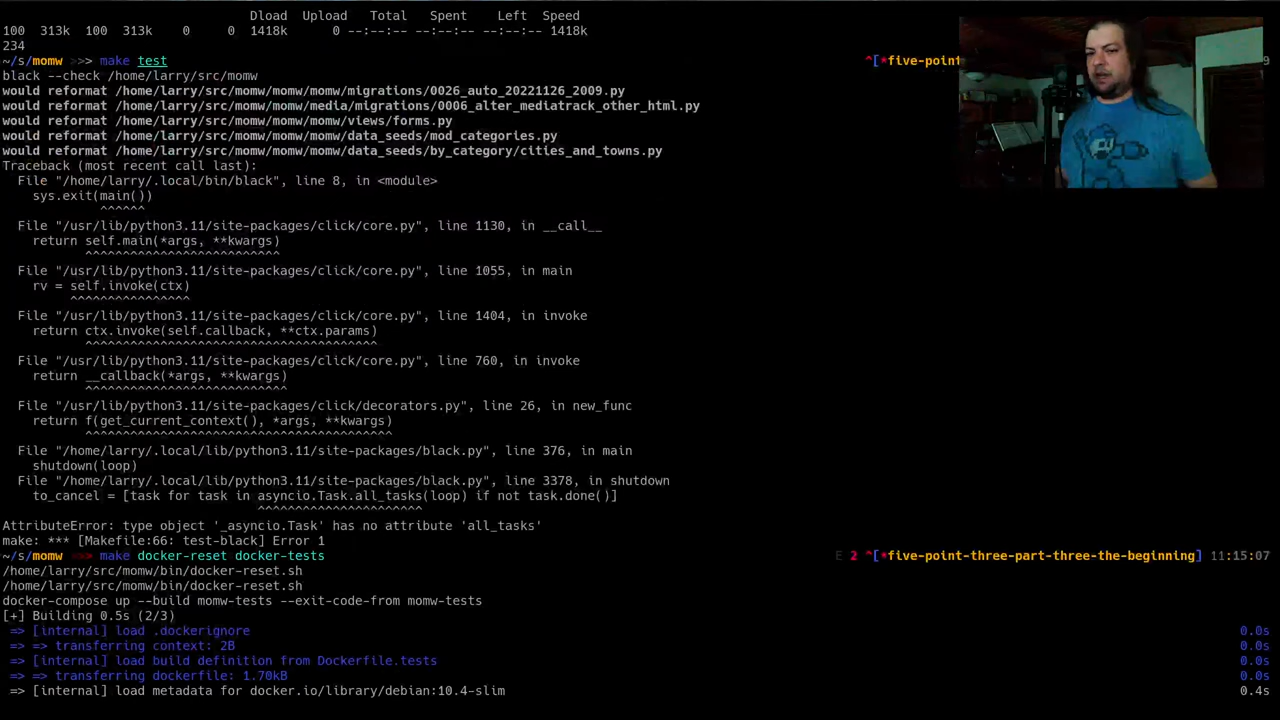 Dload  Upload   Total   Spent    Left  Speed
100  313k  100  313k    0     0  1418k      0 --:--:-- --:--:-- --:--:-- 1418k
234
~/s/momw >>> make test ^[*five-point 9
black --check /home/larry/src/momw
would reformat /home/larry/src/momw/momw/momw/migrations/0026_auto_20221126_2009.py
would reformat /home/larry/src/momw/momw/media/migrations/0006_alter_mediatrack_other_html.py
would reformat /home/larry/src/momw/momw/momw/views/forms.py
would reformat /home/larry/src/momw/momw/momw/data_seeds/mod_categories.py
would reformat /home/larry/src/momw/momw/momw/data_seeds/by_category/cities_and_towns.py
Traceback (most recent call last):
  File "/home/larry/.local/bin/black", line 8, in <module>
    sys.exit(main())
             ^^^^^^
  File "/usr/lib/python3.11/site-packages/click/core.py", line 1130, in __call__
    return self.main(*args, **kwargs)
           ^^^^^^^^^^^^^^^^^^^^^^^^^^
  File "/usr/lib/python3.11/site-packages/click/core.py", line 1055, in main
    rv = self.invoke(ctx)
         ^^^^^^^^^^^^^^^^
  File "/usr/lib/python3.11/site-packages/click/core.py", line 1404, in invoke
    return ctx.invoke(self.callback, **ctx.params)
           ^^^^^^^^^^^^^^^^^^^^^^^^^^^^^^^^^^^^^^^
  File "/usr/lib/python3.11/site-packages/click/core.py", line 760, in invoke
    return __callback(*args, **kwargs)
           ^^^^^^^^^^^^^^^^^^^^^^^^^^^
  File "/usr/lib/python3.11/site-packages/click/decorators.py", line 26, in new_func
    return f(get_current_context(), *args, **kwargs)
           ^^^^^^^^^^^^^^^^^^^^^^^^^^^^^^^^^^^^^^^^^
  File "/home/larry/.local/lib/python3.11/site-packages/black.py", line 376, in main
    shutdown(loop)
  File "/home/larry/.local/lib/python3.11/site-packages/black.py", line 3378, in shutdown
    to_cancel = [task for task in asyncio.Task.all_tasks(loop) if not task.done()]
                                  ^^^^^^^^^^^^^^^^^^^^^^
AttributeError: type object '_asyncio.Task' has no attribute 'all_tasks'
make: *** [Makefile:66: test-black] Error 1
~/s/momw >>> make docker-reset docker-tests E 2 ^[*five-point-three-part-three-the-beginning] 11:15:07
/home/larry/src/momw/bin/docker-reset.sh
/home/larry/src/momw/bin/docker-reset.sh
docker-compose up --build momw-tests --exit-code-from momw-tests
[+] Building 0.5s (2/3)
 => [internal] load .dockerignore 0.0s
 => => transferring context: 2B 0.0s
 => [internal] load build definition from Dockerfile.tests 0.0s
 => => transferring dockerfile: 1.70kB 0.0s
 => [internal] load metadata for docker.io/library/debian:10.4-slim 0.4s